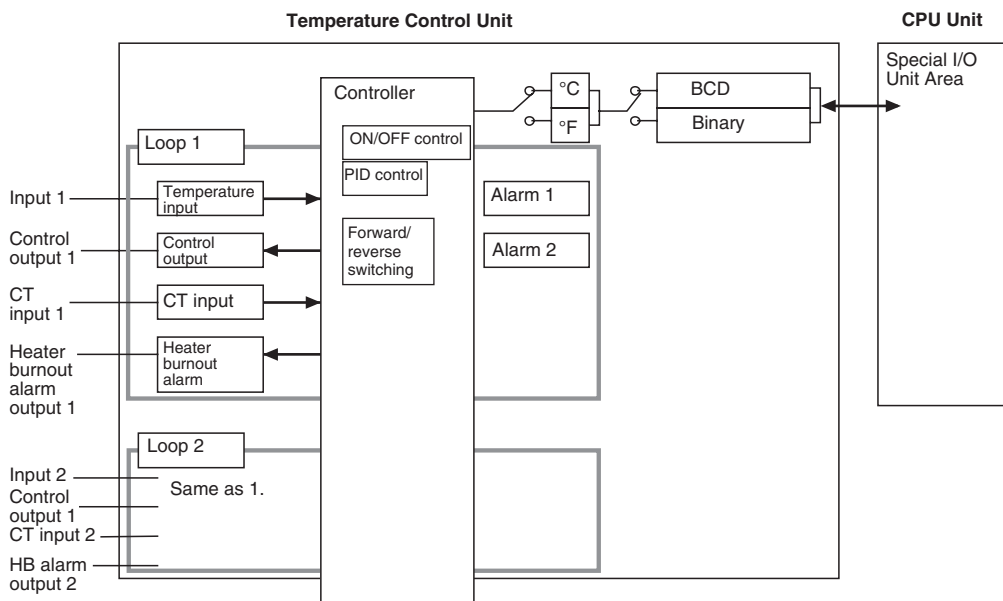 Temperature Control Unit
CPU Unit
Special I/O
Unit Area
Controller
°C
°F
BCD
Binary
ON/OFF control
PID control
Forward/
reverse
switching
Loop 1
Input 1
Temperature
input
Control
output 1
Control
output
CT
input 1
CT input
Heater
burnout
alarm
output 1
Heater
burnout
alarm
Alarm 1
Alarm 2
Loop 2
Input 2
Same as 1.
Control
output 1
CT input 2
HB alarm
output 2